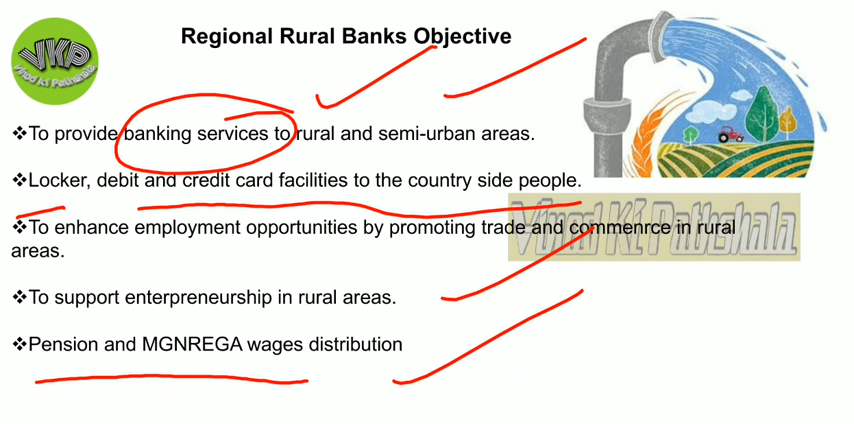 VKP
Vinod Ki Pathshala
Regional Rural Banks Objective
❖To provide banking services to rural and semi-urban areas.
❖Locker, debit and credit card facilities to the country side people.
Vinod Ki Pathshala
❖To enhance employment opportunities by promoting trade and commenrce in rural
areas.
❖To support enterpreneurship in rural areas.
❖Pension and MGNREGA wages distribution